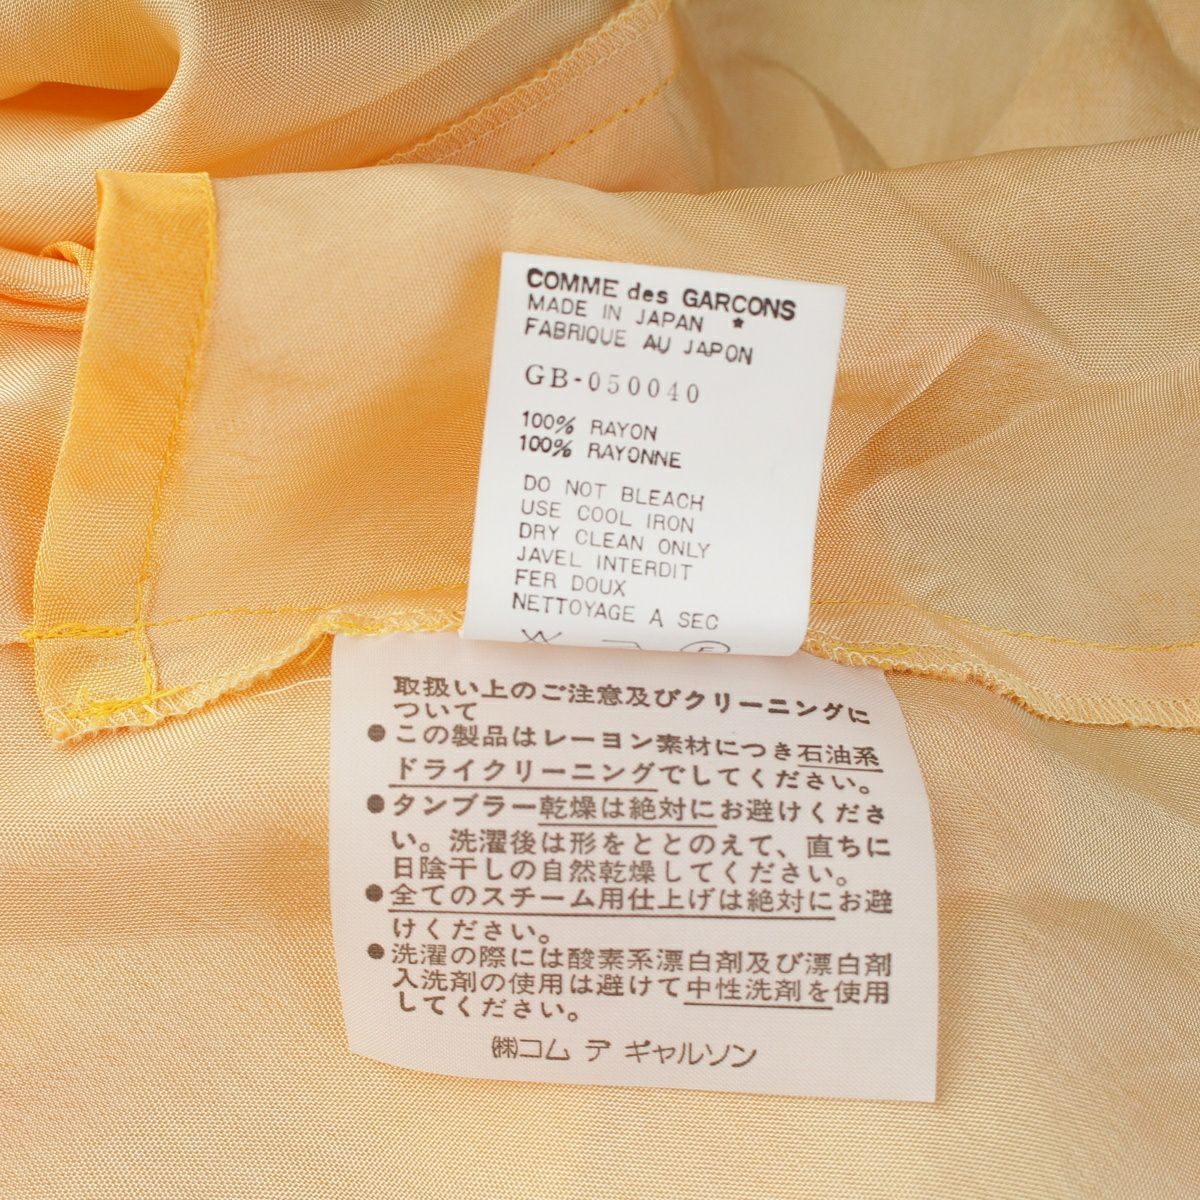 COMME des GARCONS
MADE IN JAPAN ★
FABRIQUE AU JAPON
GB-050040
100% RAYON
100% RAYONNE
DO NOT BLEACH
USE COOL IRON
DRY CLEAN ONLY
JAVEL INTERDIT
FER DOUX
NETTOYAGE A SEC
取扱い上のご注意及びクリーニングに
ついて
●この製品はレーヨン素材につき石油系
ドライクリーニングでしてください。
●タンブラー乾燥は絶対にお避けくださ
い。洗濯後は形をととのえて、直ちに
日陰干しの自然乾燥してください。
●全てのスチーム用仕上げは絶対にお避
けください。
●洗濯の際には酸素系漂白剤及び漂白剤
入洗剤の使用は避けて中性洗剤を使用
してください。
㈱コム デ ギャルソン